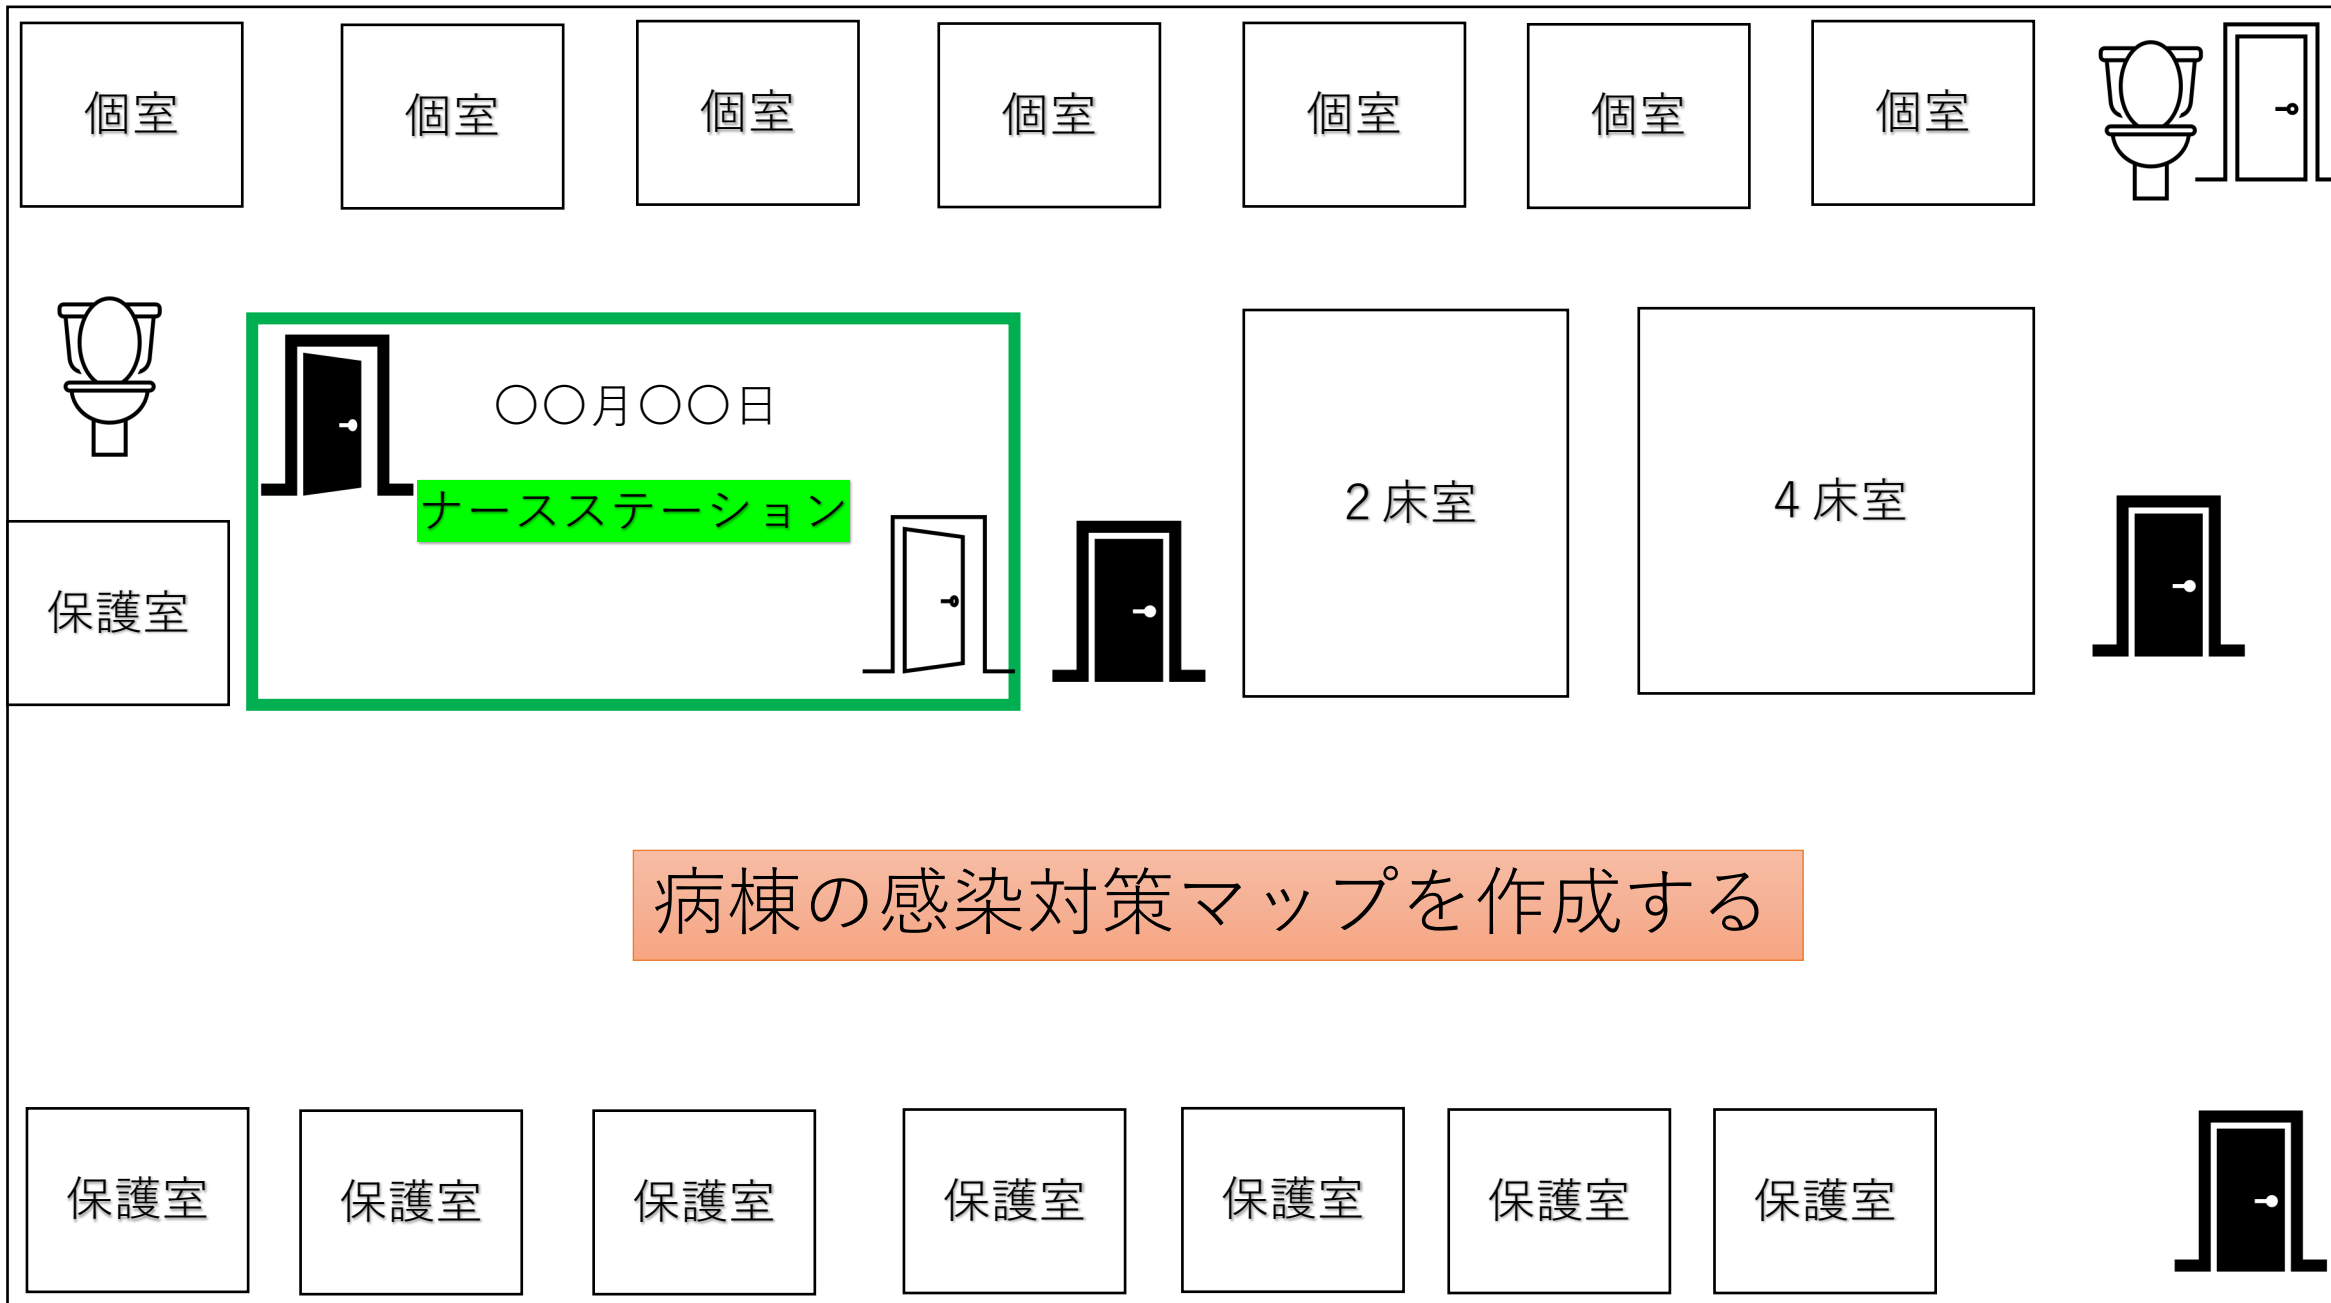 個室
個室
個室
個室
個室
個室
個室
〇〇月〇〇日
ナースステーション
2床室
4床室
保護室
病棟の感染対策マップを作成する
保護室
保護室
保護室
保護室
保護室
保護室
保護室